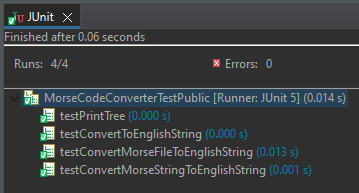 JUnit
Finished after 0.06 seconds
Runs: 4/4 Errors: 0
MorseCodeConverterTestPublic [Runner: JUnit 5] (0.014 s)
testPrintTree (0.000 s)
testConvertToEnglishString (0.000 s)
testConvertMorseFileToEnglishString (0.013 s)
testConvertMorseStringToEnglishString (0.001 s)